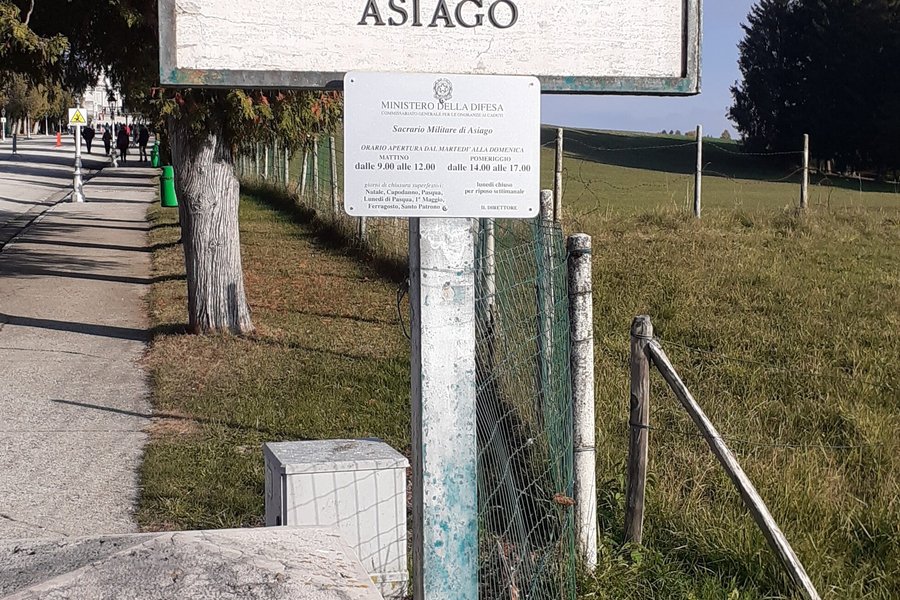 ASIAGO
MINISTERO DELLA DIFESA
COMMISSARIATO GENERALE PER LE ONORANZE AI CADUTI
Sacrario Militare di Asiago
ORARIO APERTURA DAL MARTEDI' ALLA DOMENICA
MATTINO
dalle 9.00 alle 12.00
POMERIGGIO
dalle 14.00 alle 17.00
giorni di chiusura superfestivi
Natale, Capodanno, Pasqua,
Lunedì di Pasqua, 1° Maggio,
Ferragosto, Santo Patrono
lunedì chiuso
per riposo settimanale
IL DIRETTORE